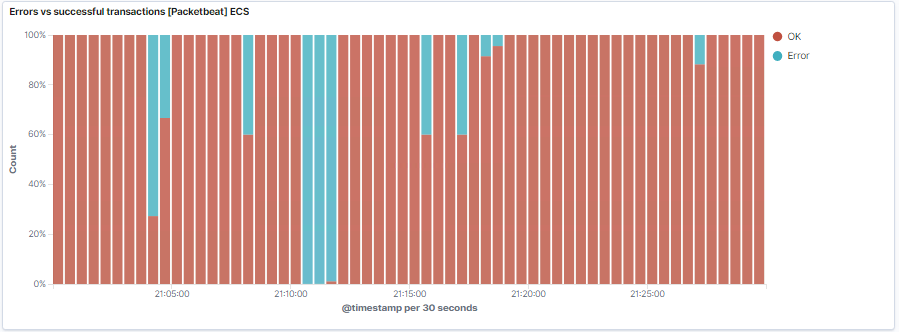 Errors vs successful transactions [Packetbeat] ECS
100%
80%
60%
40%
20%
0%
Count
21:05:00
21:10:00
21:15:00
21:20:00
21:25:00
@timestamp per 30 seconds
OK
Error